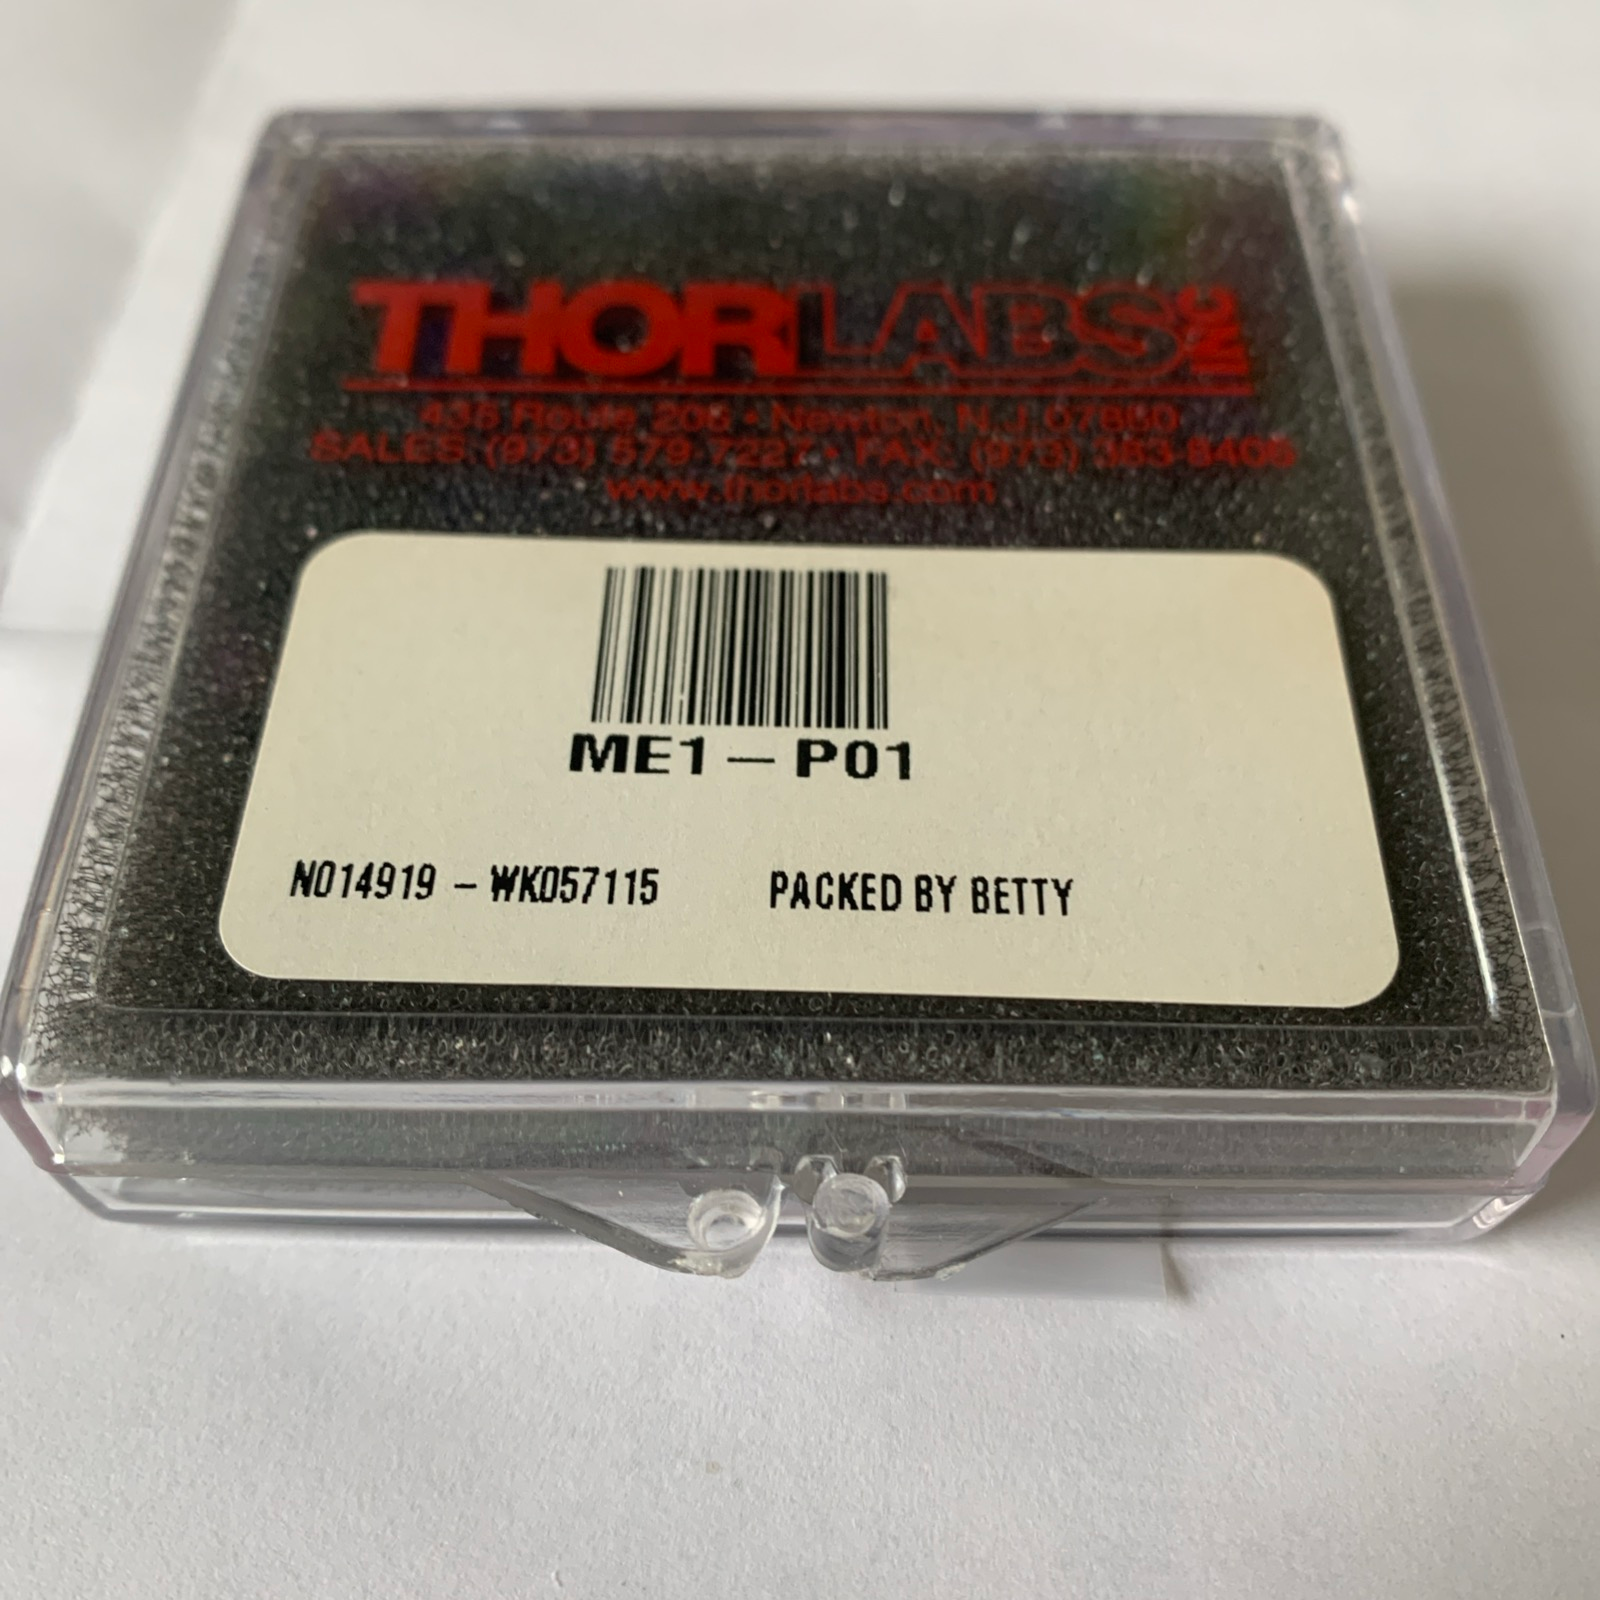 THORLABS INC
435 Route 206 • Newton, N.J. 07860
SALES: (973) 579-7227 • FAX: (973) 383-8406
www.thorlabs.com
ME1-P01
N014919 - WK057115 PACKED BY BETTY